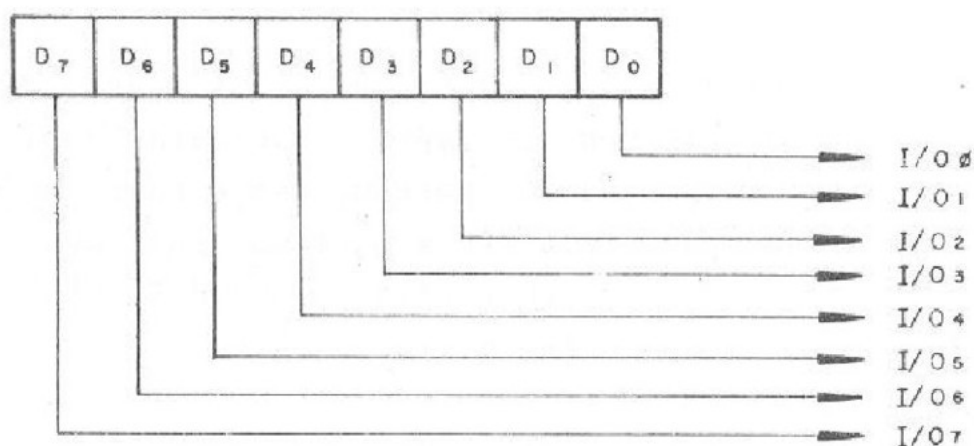 D7 D6 D5 D4 D3 D2 D1 D0
I/O0
I/O1
I/O2
I/O3
I/O4
I/O5
I/O6
I/O7